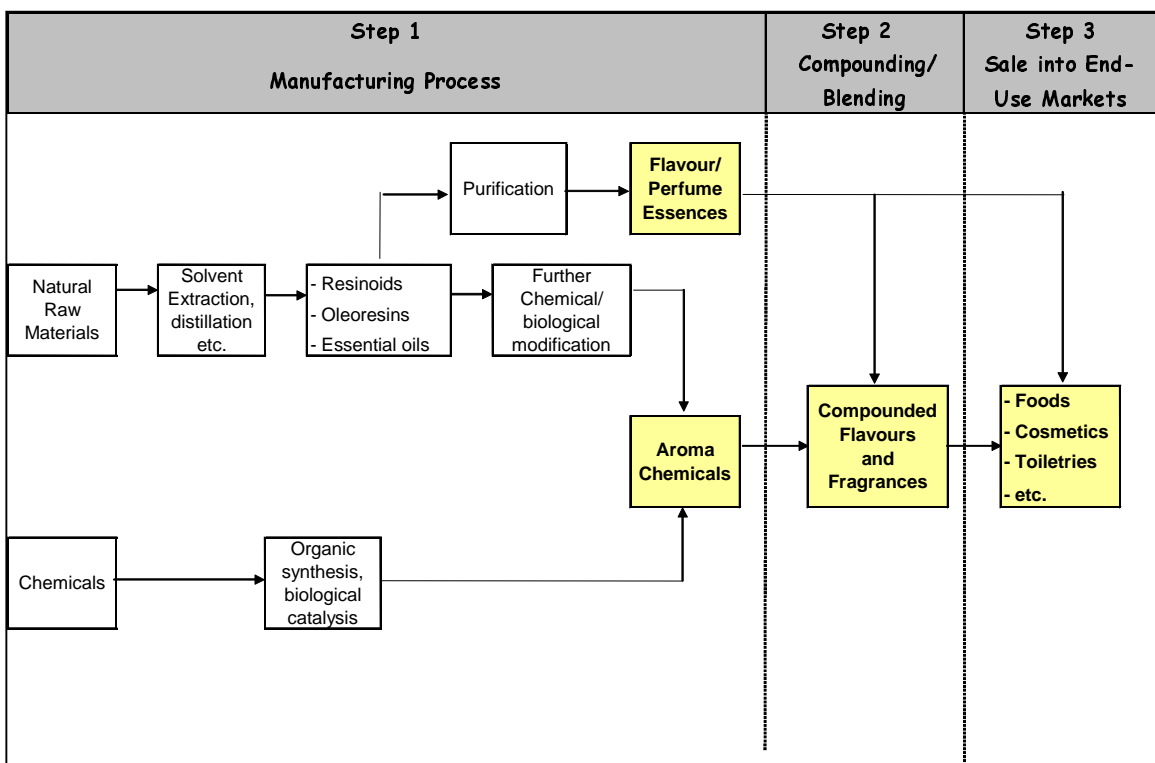 Step 1
Manufacturing Process
Step 2
Compounding/
Blending
Step 3
Sale into End-
Use Markets
Purification
Flavour/
Perfume
Essences
Natural
Raw
Materials
Solvent
Extraction,
distillation
etc.
- Resinoids
- Oleoresins
- Essential oils
Further
Chemical/
biological
modification
Aroma
Chemicals
Compounded
Flavours
and
Fragrances
- Foods
- Cosmetics
- Toiletries
- etc.
Chemicals
Organic
synthesis,
biological
catalysis